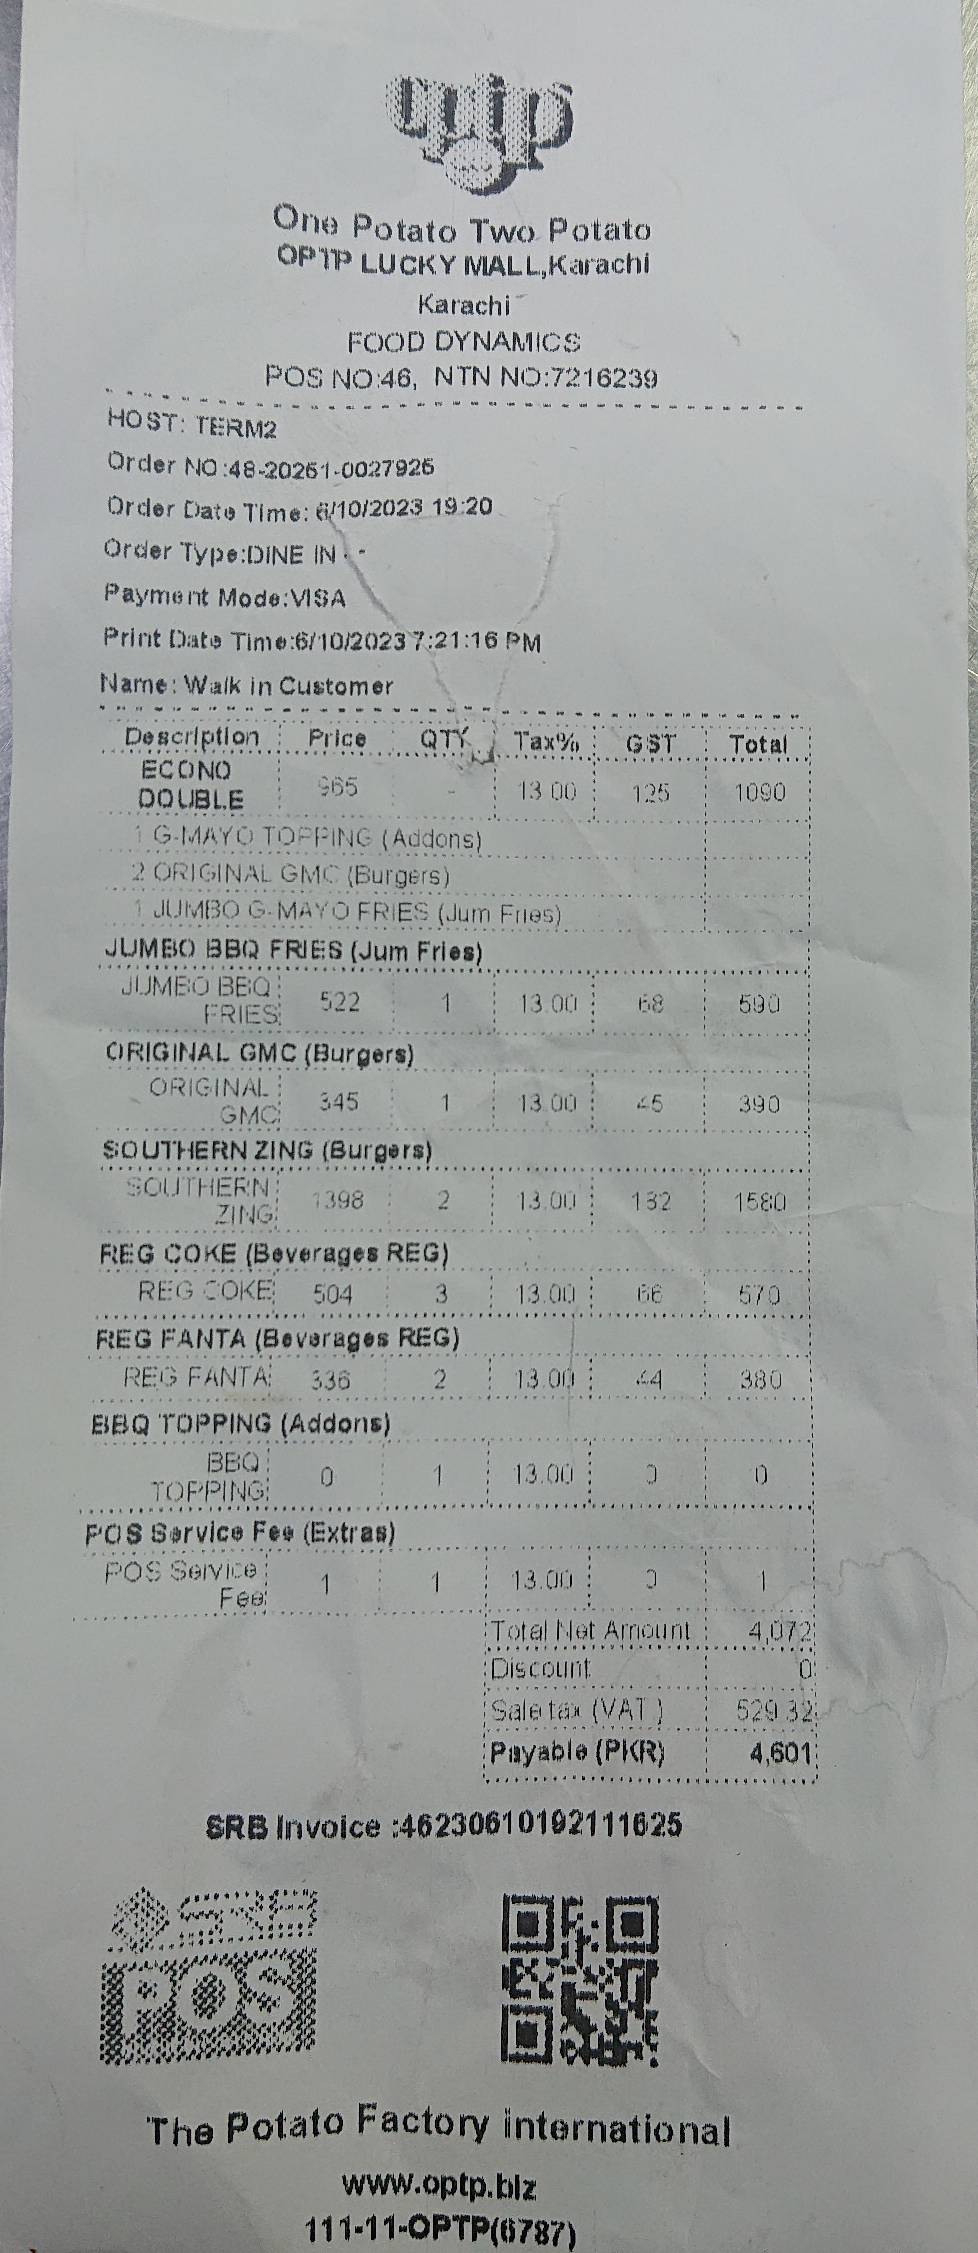 optp
One Potato Two Potato
OPTP LUCKY MALL,Karachi
Karachi
FOOD DYNAMICS
POS NO:46, NTN NO:7216239
HOST: TERM2
Order NO:48-20261-0027926
Order Date Time: 6/10/2023 19:20
Order Type:DINE IN - -
Payment Mode:VISA
Print Date Time:6/10/2023 7:21:16 PM
Name: Walk in Customer
Description Price QTY Tax% GST Total
ECONO
DOUBLE 965 - 13.00 125 1090
1 G-MAYO TOPPING (Addons)
2 ORIGINAL GMC (Burgers)
1 JUMBO G-MAYO FRIES (Jum Fries)
JUMBO BBQ FRIES (Jum Fries)
JUMBO BBQ
FRIES 522 1 13.00 68 590
ORIGINAL GMC (Burgers)
ORIGINAL
GMC 345 1 13.00 45 390
SOUTHERN ZING (Burgers)
SOUTHERN
ZING 1398 2 13.00 182 1580
REG COKE (Beverages REG)
REG COKE 504 3 13.00 66 570
REG FANTA (Beverages REG)
REG FANTA 336 2 13.00 44 380
BBQ TOPPING (Addons)
BBQ
TOPPING 0 1 13.00 0 0
POS Service Fee (Extras)
POS Service
Fee 1 1 13.00 0 1
Total Net Amount 4,072
Discount 0
Sale tax (VAT ) 529.32
Payable (PKR) 4,601
SRB Invoice :46230610192111625
POS
The Potato Factory International
www.optp.biz
111-11-OPTP(6787)